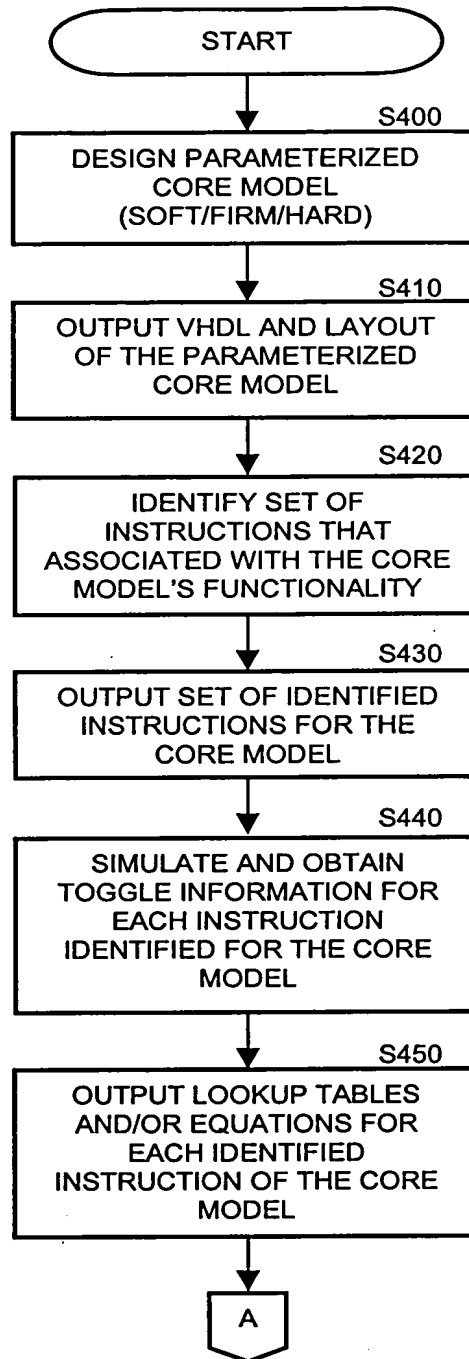 START
S400
DESIGN PARAMETERIZED
CORE MODEL
(SOFT/FIRM/HARD)
S410
OUTPUT VHDL AND LAYOUT
OF THE PARAMETERIZED
CORE MODEL
S420
IDENTIFY SET OF
INSTRUCTIONS THAT
ASSOCIATED WITH THE CORE
MODEL'S FUNCTIONALITY
S430
OUTPUT SET OF IDENTIFIED
INSTRUCTIONS FOR THE
CORE MODEL
S440
SIMULATE AND OBTAIN
TOGGLE INFORMATION FOR
EACH INSTRUCTION
IDENTIFIED FOR THE CORE
MODEL
S450
OUTPUT LOOKUP TABLES
AND/OR EQUATIONS FOR
EACH IDENTIFIED
INSTRUCTION OF THE CORE
MODEL
A